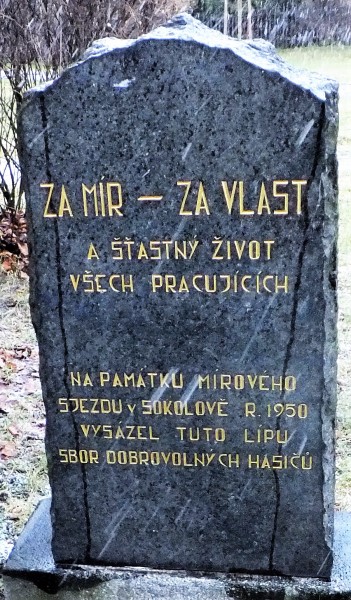 ZA MÍR — ZA VLAST
A ŠŤASTNÝ ŽIVOT
VŠECH PRACUJÍCÍCH
NA PAMÁTKU MÍROVÉHO
SJEZDU V SOKOLOVĚ R. 1950
VYSÁZEL TUTO LÍPU
SBOR DOBROVOLNÝCH HASIČŮ